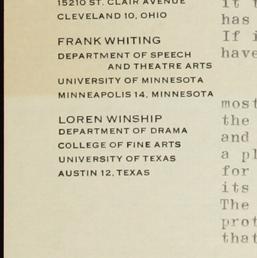 15210 ST. CLAIR AVENUE
CLEVELAND 10, OHIO
FRANK WHITING
DEPARTMENT OF SPEECH
AND THEATRE ARTS
UNIVERSITY OF MINNESOTA
MINNEAPOLIS 14, MINNESOTA
LOREN WINSHIP
DEPARTMENT OF DRAMA
COLLEGE OF FINE ARTS
UNIVERSITY OF TEXAS
AUSTIN 12, TEXAS
has
If i
have
most
the
and
a pl
for
its
The
prot
that